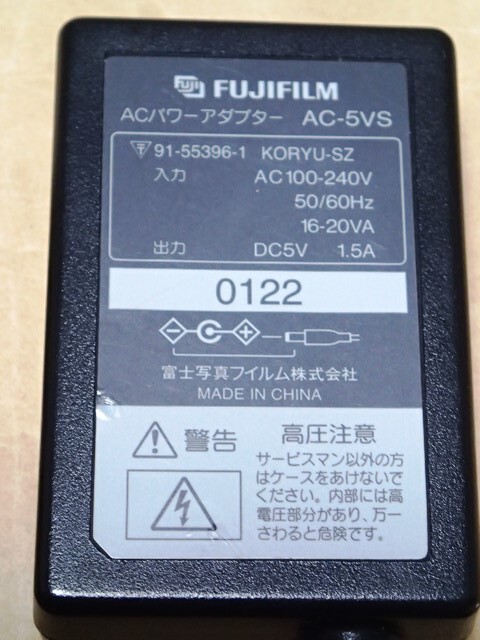 FUJI FUJIFILM
ACパワーアダプター AC-5VS
91-55396-1 KORYU-SZ
入力 AC100-240V
50/60Hz
16-20VA
出力 DC5V 1.5A
0122
富士写真フイルム株式会社
MADE IN CHINA
警告 高圧注意
サービスマン以外の方
はケースをあけないで
ください。内部には高
電圧部分があり、万一
さわると危険です。